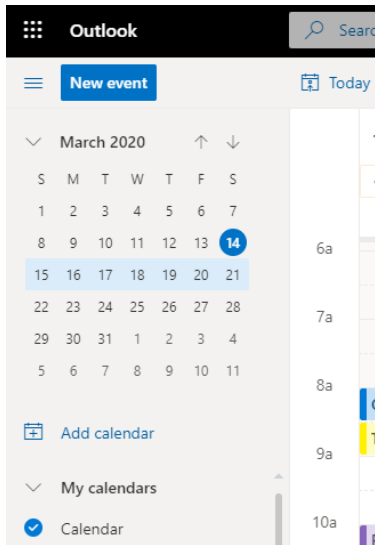 Outlook
New event
Today
March 2020
S M T W T F S
1 2 3 4 5 6 7
8 9 10 11 12 13 14
15 16 17 18 19 20 21
22 23 24 25 26 27 28
29 30 31 1 2 3 4
5 6 7 8 9 10 11
Add calendar
My calendars
Calendar
6a
7a
8a
9a
10a